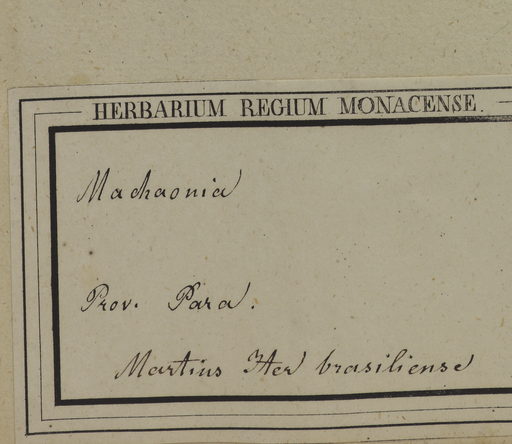 HERBARIUM REGIUM MONACENSE.
Machaonia
Prov. Para.
Martius Iter brasiliense